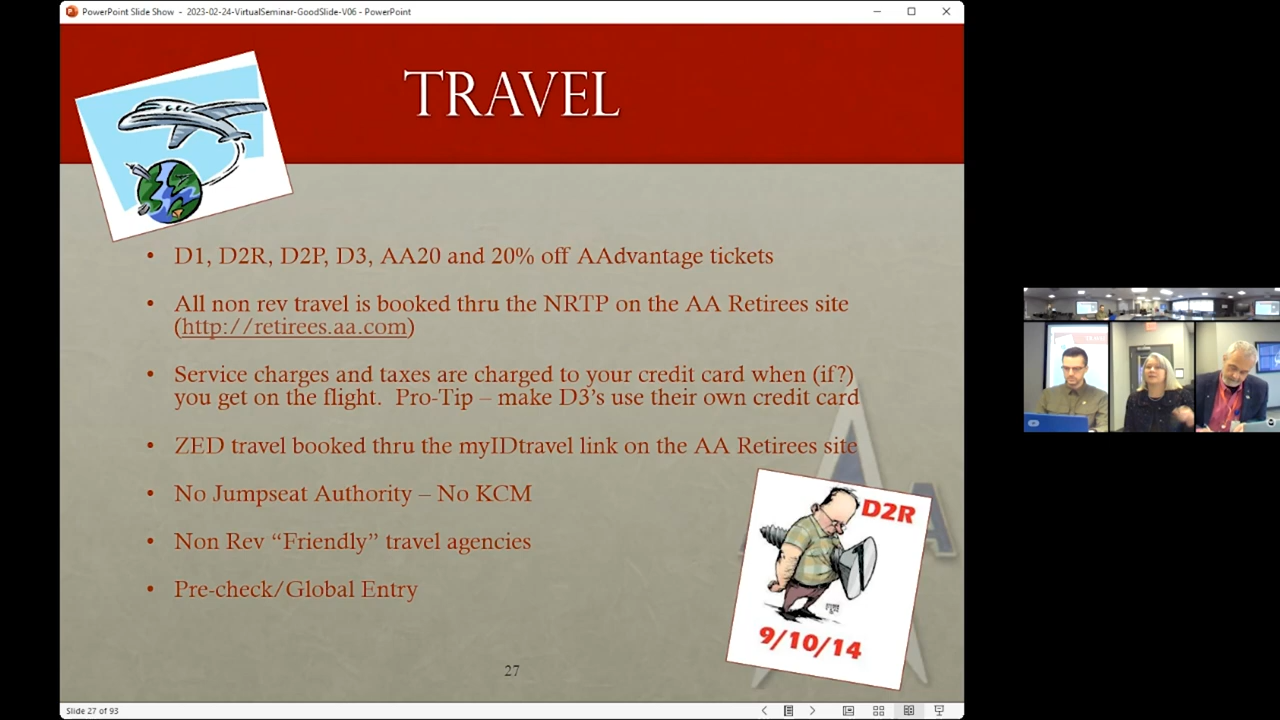 PowerPoint Slide Show - 2023-02-24-VirtualSeminar-GoodSlide-V06 - PowerPoint
TRAVEL
• D1, D2R, D2P, D3, AA20 and 20% off AAdvantage tickets
• All non rev travel is booked thru the NRTP on the AA Retirees site
(http://retirees.aa.com)
• Service charges and taxes are charged to your credit card when (if?)
you get on the flight. Pro-Tip – make D3's use their own credit card
• ZED travel booked thru the myIDtravel link on the AA Retirees site
• No Jumpseat Authority – No KCM
• Non Rev “Friendly” travel agencies
• Pre-check/Global Entry
D2R
9/10/14
27
Slide 27 of 93